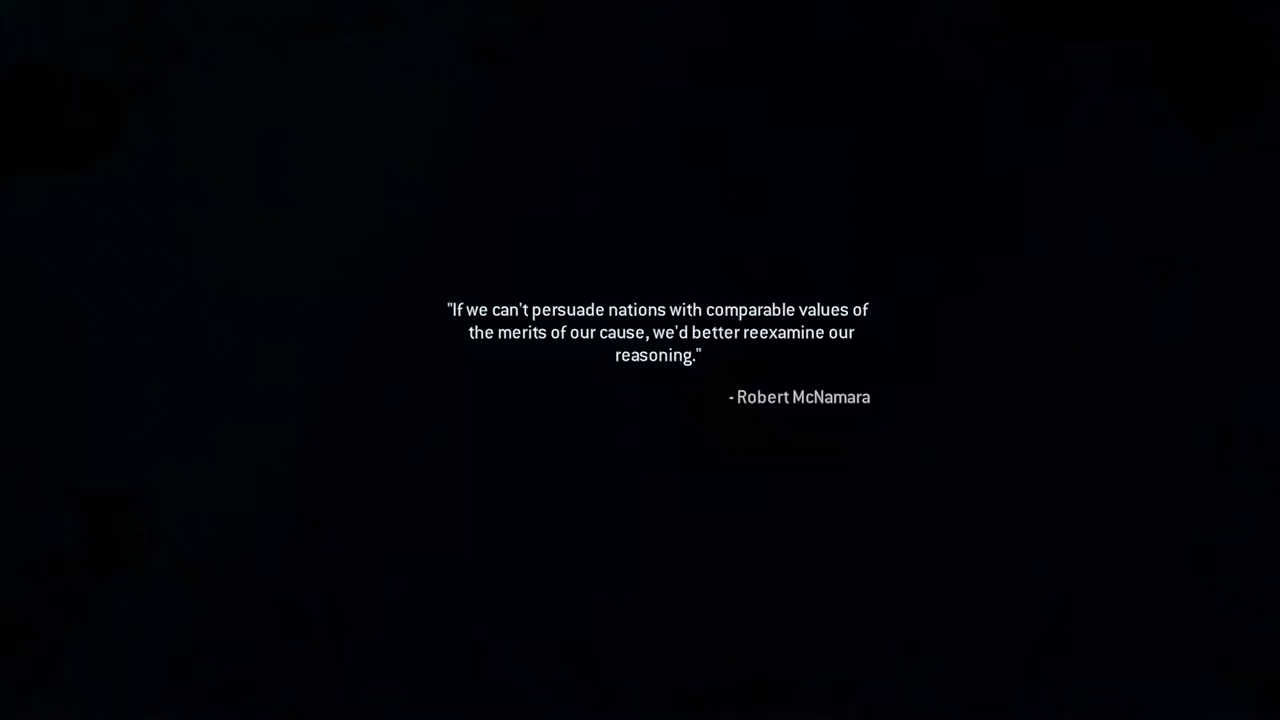 "If we can't persuade nations with comparable values of
the merits of our cause, we'd better reexamine our
reasoning."
- Robert McNamara